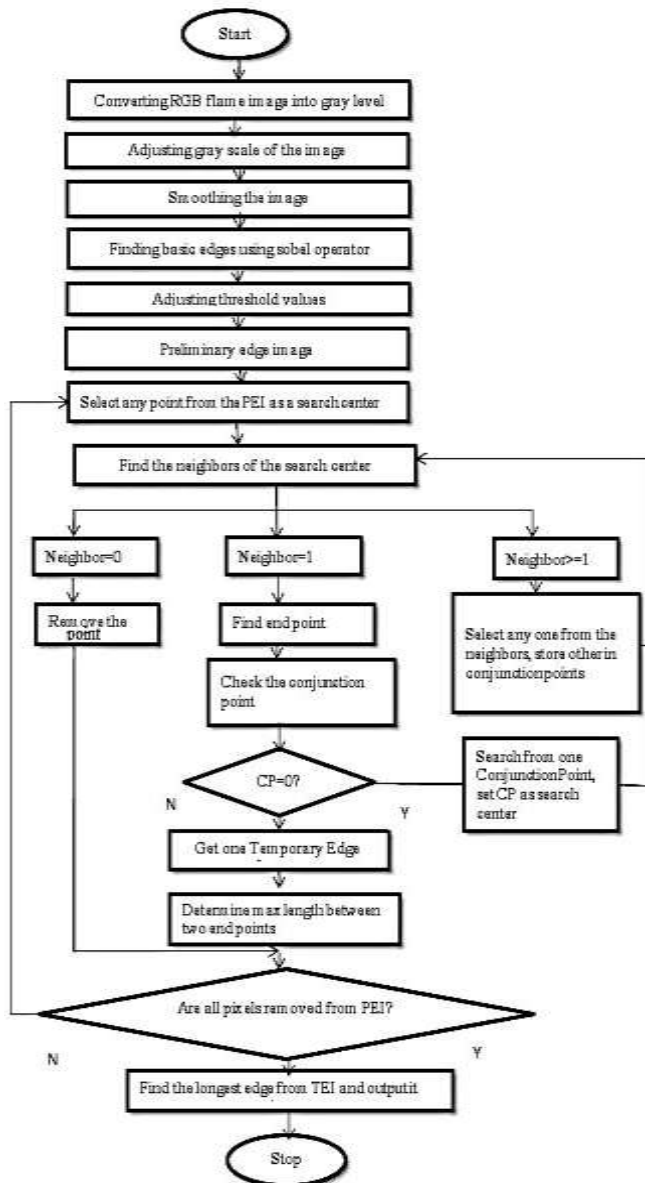 Start
Converting RGB flame image into gray level
Adjusting gray scale of the image
Smoothing the image
Finding basic edges using sobel operator
Adjusting threshold values
Preliminary edge image
Select any point from the PEI as a search center
Find the neighbors of the search center
Neighbor=0
Neighbor=1
Neighbor>=1
Remove the
point
Find end point
Select any one from the
neighbors, store other in
conjunctionpoints
Check the conjunction
point
CP=0?
Search from one
ConjunctionPoint,
set CP as search
center
N
Y
Get one Temporary Edge
Determine max length between
two end points
Are all pixels removed from PEI?
N
Y
Find the longest edge from TEI and output it
Stop